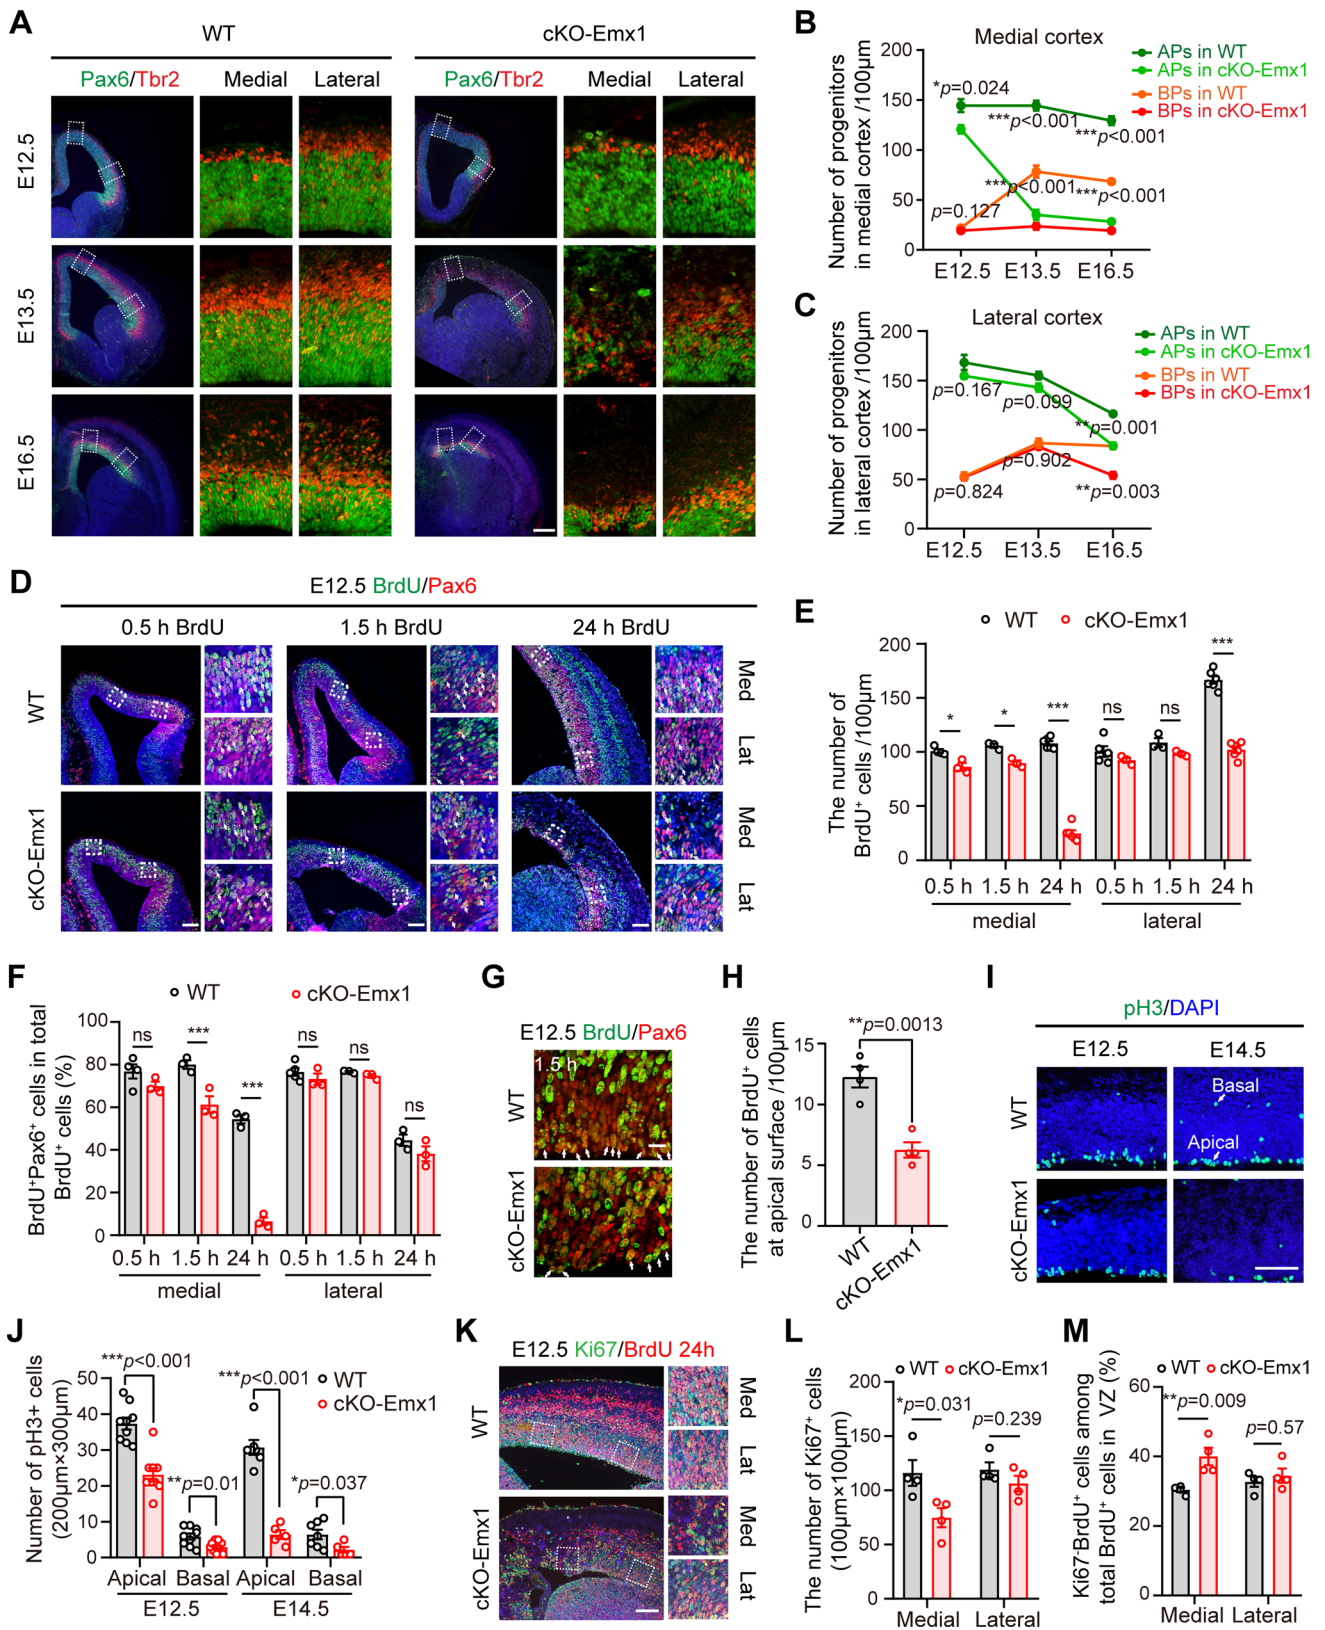 A
WT
cKO-Emx1
Pax6/Tbr2
Medial
Lateral
Pax6/Tbr2
Medial
Lateral
E12.5
E13.5
E16.5
B
Medial cortex
Number of progenitors
in medial cortex /100µm
200
150
100
50
0
*p=0.024
***p<0.001
***p<0.001
***p<0.001
***p<0.001
p=0.127
E12.5
E13.5
E16.5
APs in WT
APs in cKO-Emx1
BPs in WT
BPs in cKO-Emx1
C
Lateral cortex
Number of progenitors
in lateral cortex /100µm
200
150
100
50
0
p=0.167
p=0.099
**p=0.001
p=0.902
p=0.824
**p=0.003
E12.5
E13.5
E16.5
APs in WT
APs in cKO-Emx1
BPs in WT
BPs in cKO-Emx1
D
E12.5 BrdU/Pax6
0.5 h BrdU
1.5 h BrdU
24 h BrdU
WT
cKO-Emx1
Med
Lat
Med
Lat
E
WT
cKO-Emx1
The number of
BrdU⁺ cells /100µm
200
150
100
50
0
*
*
***
ns
ns
***
0.5 h
1.5 h
24 h
0.5 h
1.5 h
24 h
medial
lateral
F
WT
cKO-Emx1
BrdU⁺Pax6⁺ cells in total
BrdU⁺ cells (%)
100
80
60
40
20
0
ns
***
***
ns
ns
ns
0.5 h
1.5 h
24 h
0.5 h
1.5 h
24 h
medial
lateral
G
E12.5 BrdU/Pax6
1.5 h
WT
cKO-Emx1
H
The number of BrdU⁺ cells
at apical surface /100µm
**p=0.0013
15
10
5
0
WT
cKO-Emx1
I
pH3/DAPI
E12.5
E14.5
WT
cKO-Emx1
Basal
Apical
J
Number of pH3+ cells
(200µm×300µm)
50
40
30
20
10
0
***p<0.001
**p=0.01
***p<0.001
*p=0.037
WT
cKO-Emx1
Apical
Basal
Apical
Basal
E12.5
E14.5
K
E12.5 Ki67/BrdU 24h
WT
cKO-Emx1
Med
Lat
Med
Lat
L
WT
cKO-Emx1
The number of Ki67⁺ cells
(100µm×100µm)
200
150
100
50
0
*p=0.031
p=0.239
Medial
Lateral
M
WT
cKO-Emx1
Ki67⁻BrdU⁺ cells among
total BrdU⁺ cells in VZ (%)
60
40
20
0
**p=0.009
p=0.57
Medial
Lateral